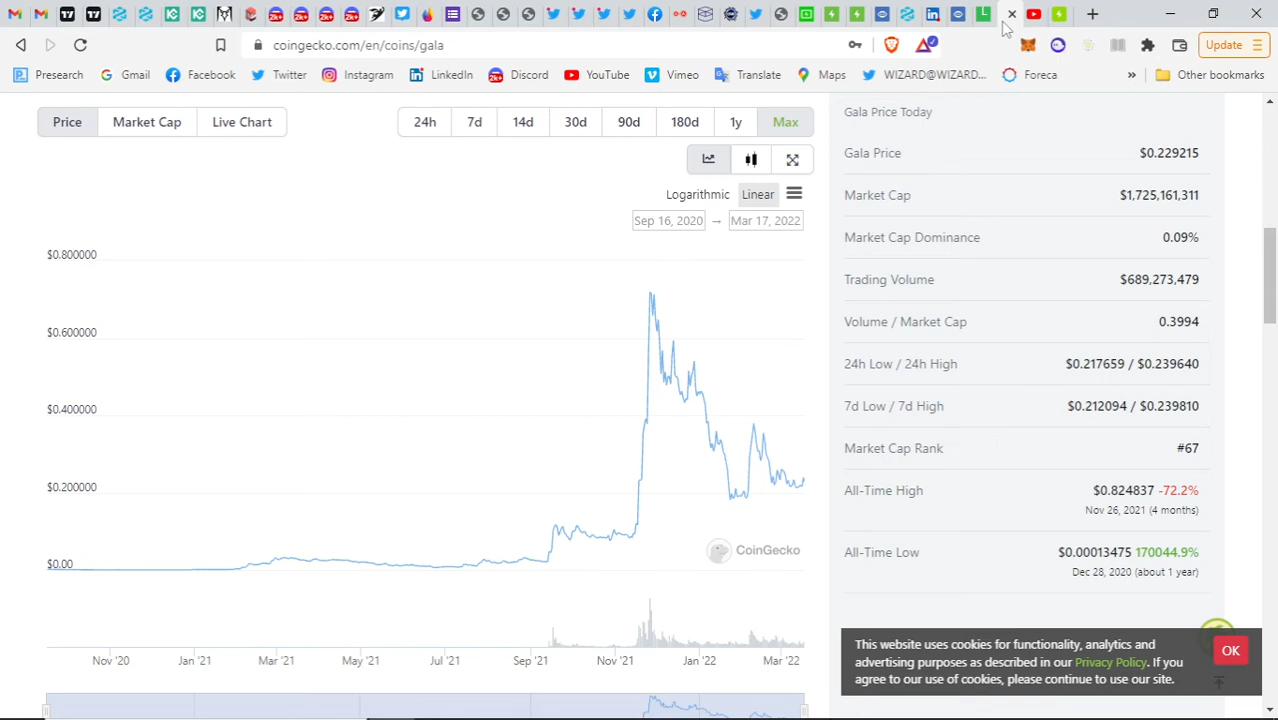 2k+ 2k+ 2k+ 2k+ L
coingecko.com/en/coins/gala
Update
Presearch Gmail Facebook Twitter Instagram LinkedIn Discord YouTube Vimeo Translate Maps WIZARD@WIZARD... Foreca » Other bookmarks
Price Market Cap Live Chart
24h 7d 14d 30d 90d 180d 1y Max
Logarithmic Linear
Sep 16, 2020 → Mar 17, 2022
$0.800000
$0.600000
$0.400000
$0.200000
$0.00
CoinGecko
Nov '20 Jan '21 Mar '21 May '21 Jul '21 Sep '21 Nov '21 Jan '22 Mar '22
Gala Price Today
Gala Price $0.229215
Market Cap $1,725,161,311
Market Cap Dominance 0.09%
Trading Volume $689,273,479
Volume / Market Cap 0.3994
24h Low / 24h High $0.217659 / $0.239640
7d Low / 7d High $0.212094 / $0.239810
Market Cap Rank #67
All-Time High $0.824837 -72.2%
Nov 26, 2021 (4 months)
All-Time Low $0.00013475 170044.9%
Dec 28, 2020 (about 1 year)
This website uses cookies for functionality, analytics and
advertising purposes as described in our Privacy Policy. If you
agree to our use of cookies, please continue to use our site.
OK